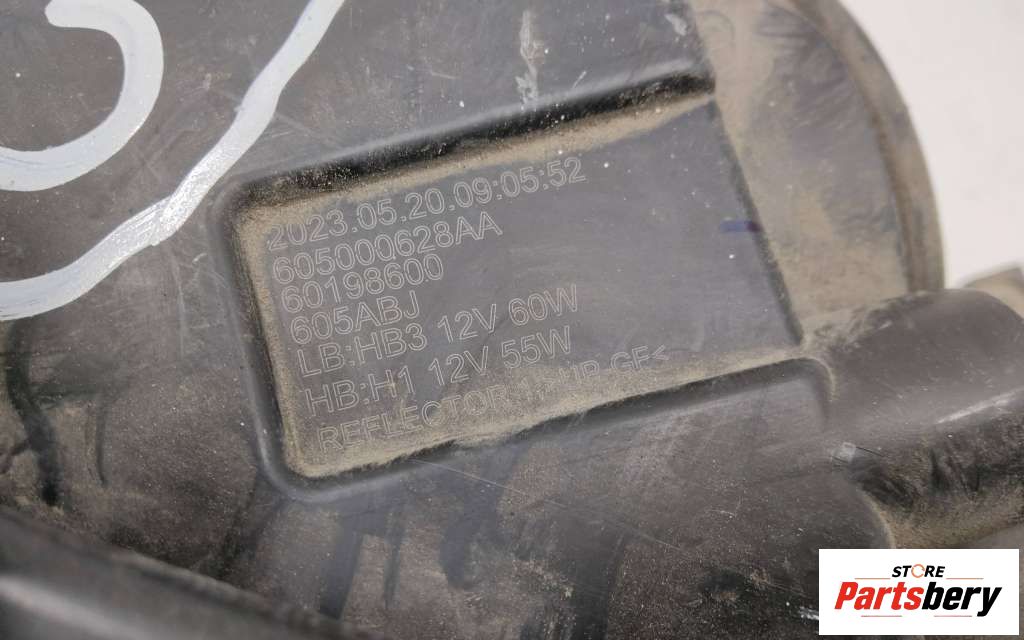 2023.05.20.09:05:52
605000628AA
60198600
605ABJ
LB:HB3 12V 60W
HB:H1 12V 55W
REFLECTOR
STORE
Partsbery